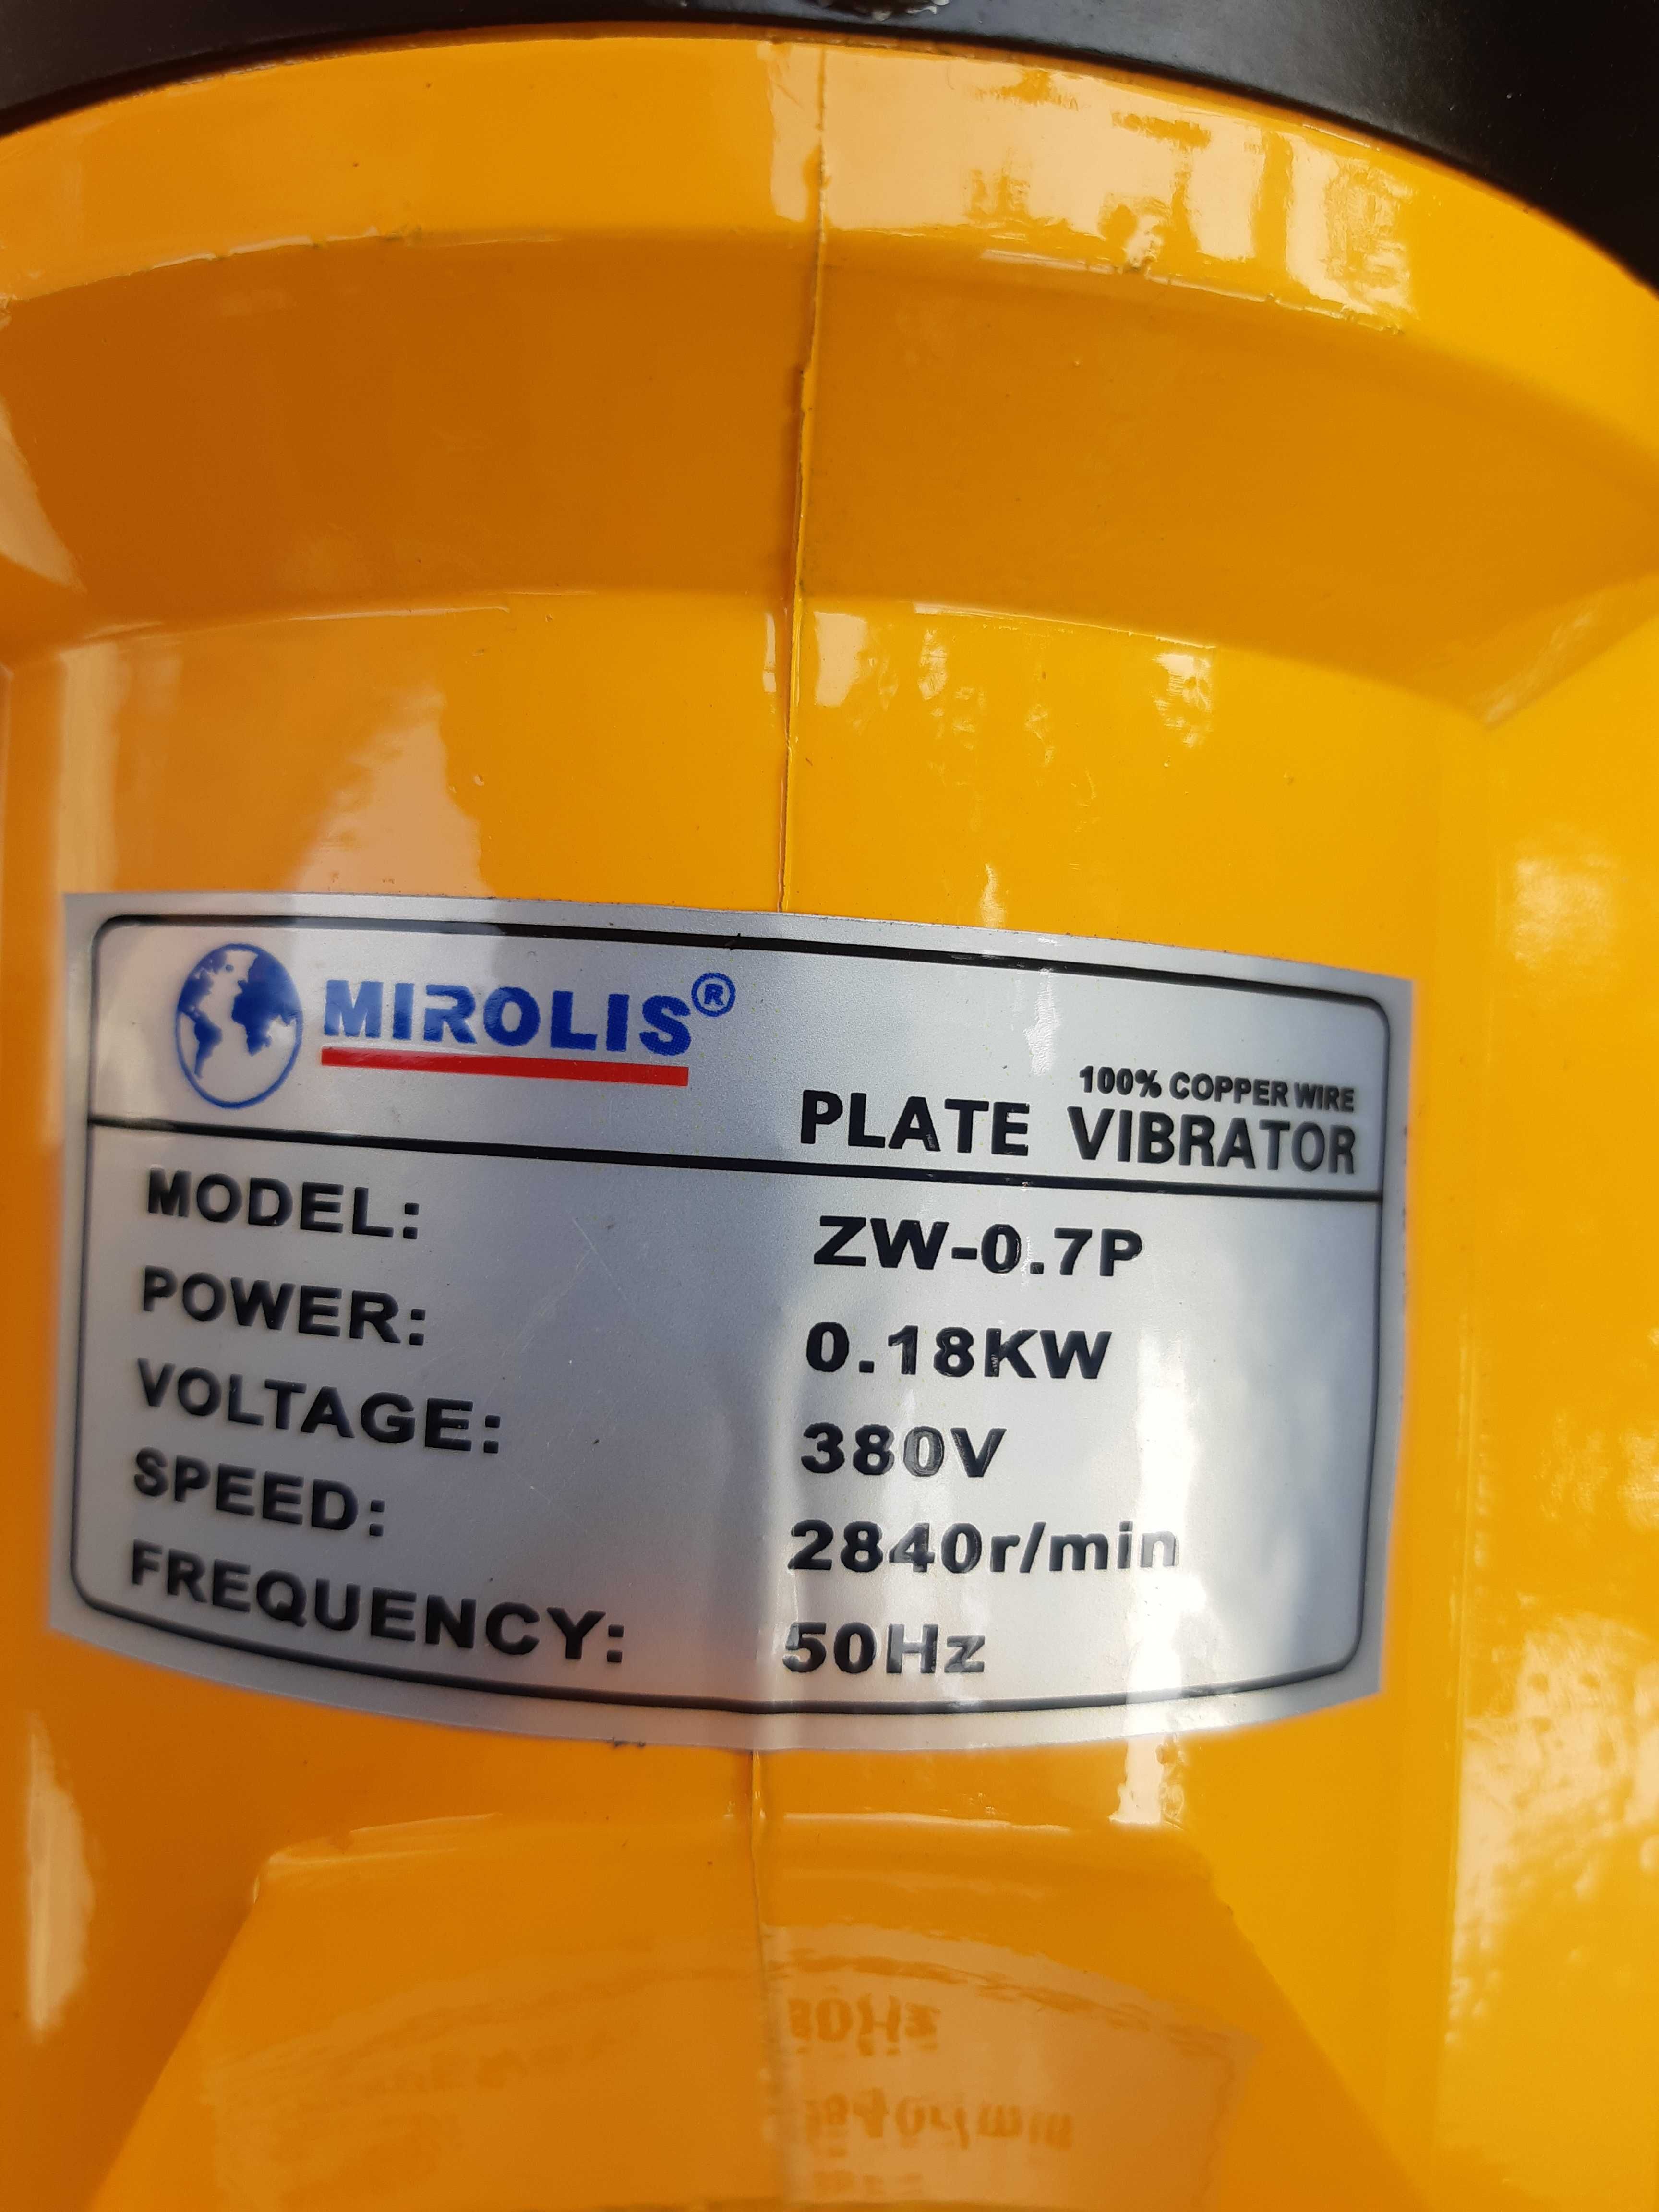 MIROLIS®
100% COPPER WIRE
PLATE VIBRATOR
MODEL: ZW-0.7P
POWER: 0.18KW
VOLTAGE: 380V
SPEED: 2840r/min
FREQUENCY: 50Hz